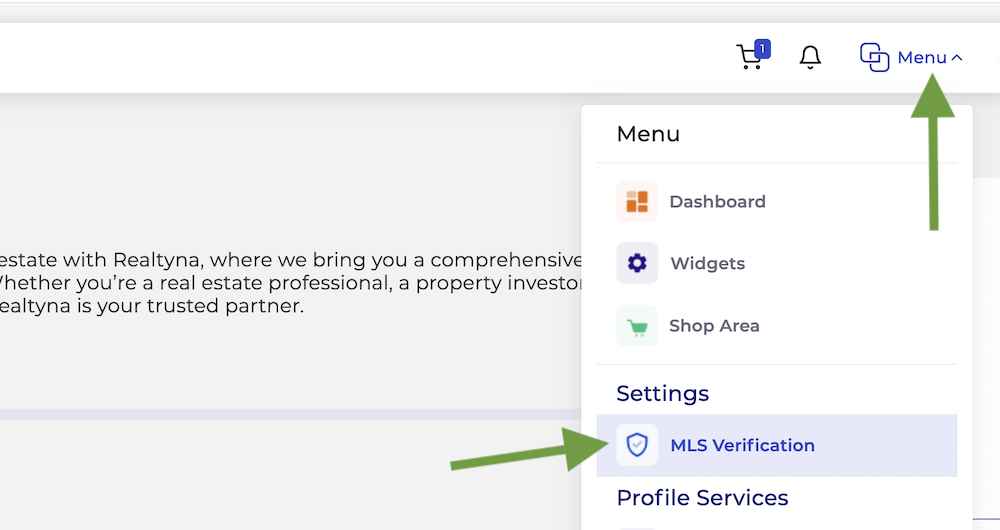 1
Menu
Menu
Dashboard
Widgets
Shop Area
Settings
MLS Verification
Profile Services
estate with Realtyna, where we bring you a comprehensive
hether you're a real estate professional, a property investor
ealtyna is your trusted partner.